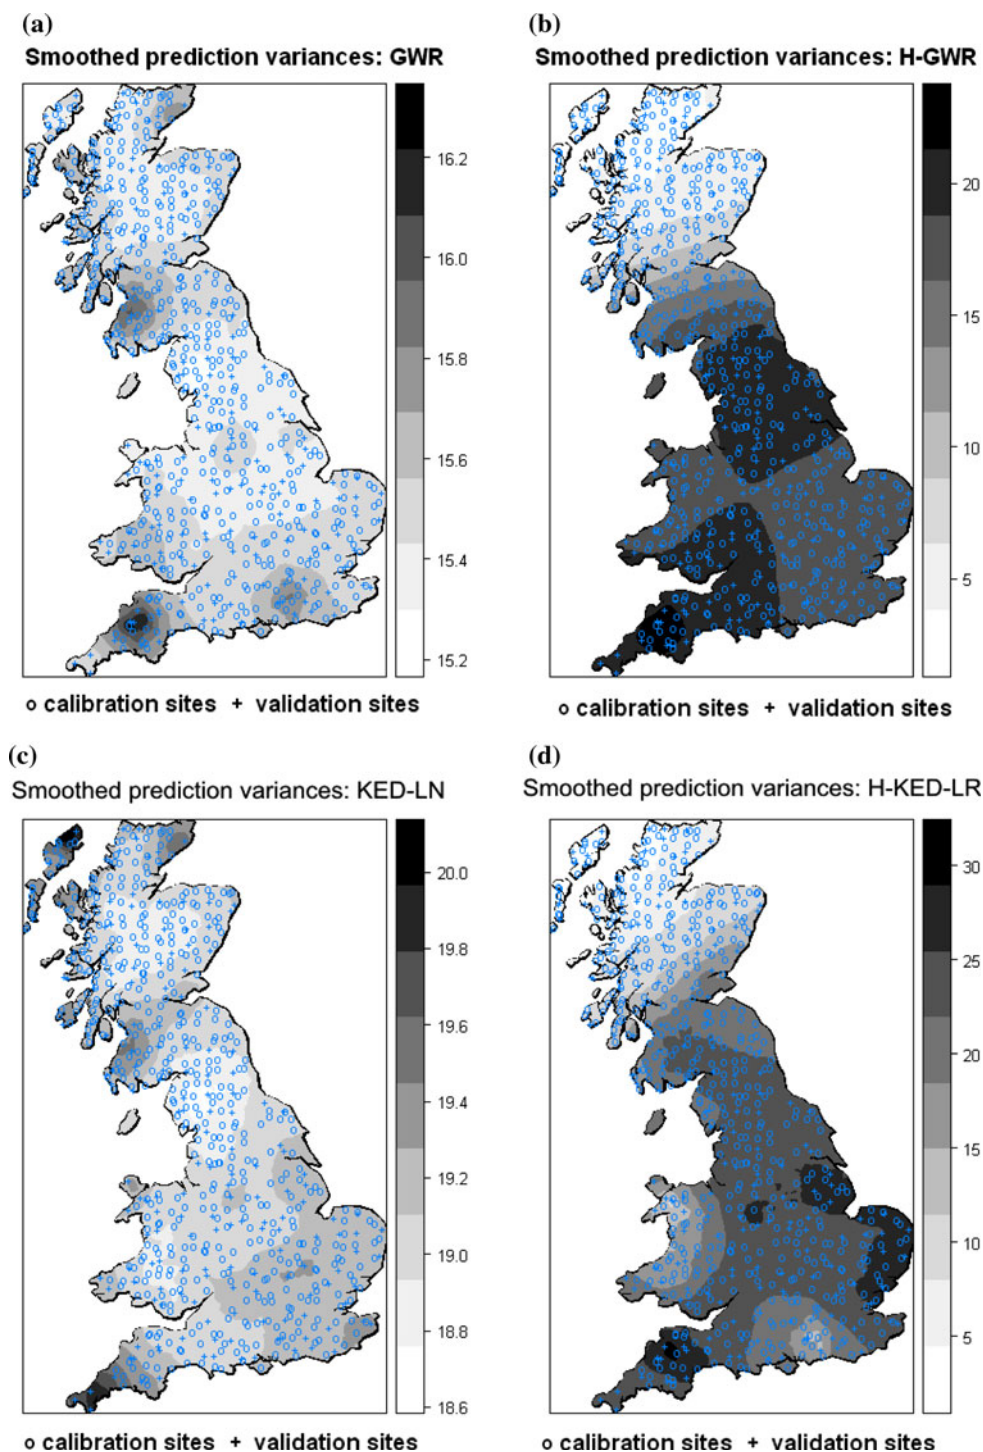 (a)
Smoothed prediction variances: GWR
16.2
16.0
15.8
15.6
15.4
15.2
o calibration sites + validation sites
(b)
Smoothed prediction variances: H-GWR
20
15
10
5
o calibration sites + validation sites
(c)
Smoothed prediction variances: KED-LN
20.0
19.8
19.6
19.4
19.2
19.0
18.8
18.6
o calibration sites + validation sites
(d)
Smoothed prediction variances: H-KED-LR
30
25
20
15
10
5
o calibration sites + validation sites